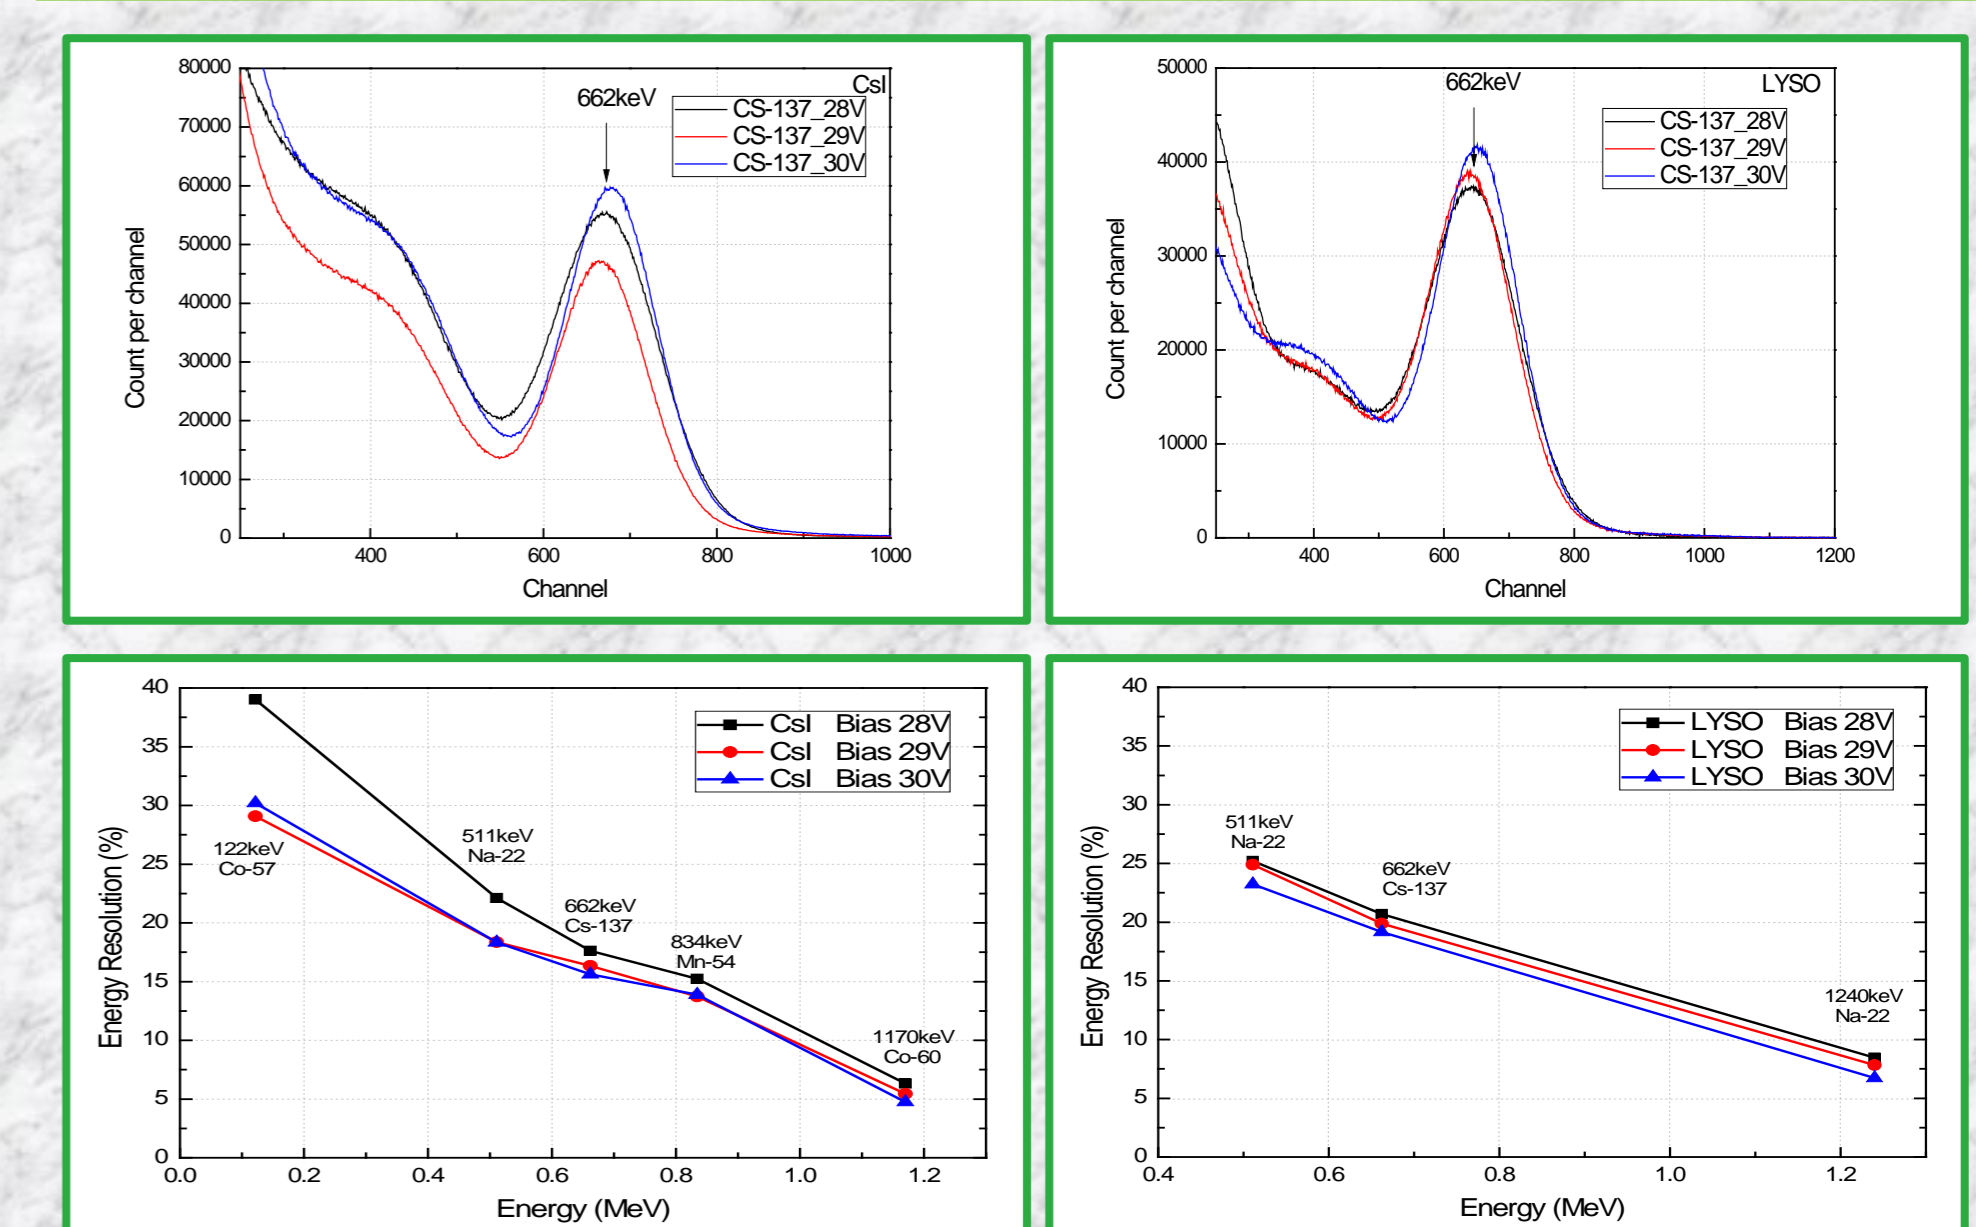 80000
70000
60000
50000
40000
30000
20000
10000
0
Count per channel
400
600
800
1000
Channel
662keV
CsI
CS-137_28V
CS-137_29V
CS-137_30V
50000
40000
30000
20000
10000
0
Count per channel
400
600
800
1000
1200
Channel
662keV
LYSO
CS-137_28V
CS-137_29V
CS-137_30V
40
35
30
25
20
15
10
5
0
Energy Resolution (%)
0.0
0.2
0.4
0.6
0.8
1.0
1.2
Energy (MeV)
CsI Bias 28V
CsI Bias 29V
CsI Bias 30V
122keV
Co-57
511keV
Na-22
662keV
Cs-137
834keV
Mn-54
1170keV
Co-60
40
35
30
25
20
15
10
5
0
Energy Resolution (%)
0.4
0.6
0.8
1.0
1.2
Energy (MeV)
LYSO Bias 28V
LYSO Bias 29V
LYSO Bias 30V
511keV
Na-22
662keV
Cs-137
1240keV
Na-22